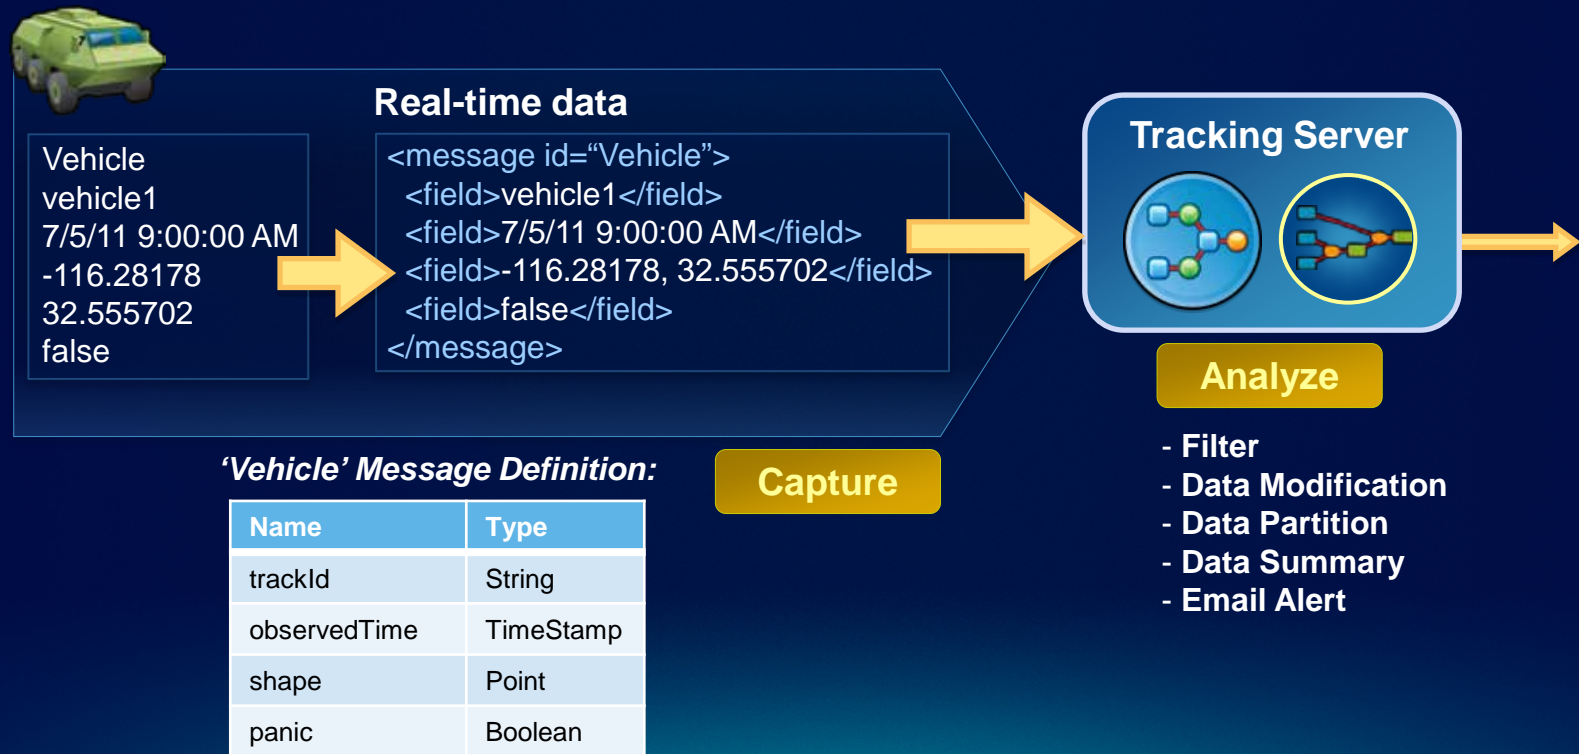 Vehicle
vehicle1
7/5/11 9:00:00 AM
-116.28178
32.555702
false
Real-time data
<message id=“Vehicle”>
<field>vehicle1</field>
<field>7/5/11 9:00:00 AM</field>
<field>-116.28178, 32.555702</field>
<field>false</field>
</message>
Tracking Server
Analyze
- Filter
- Data Modification
- Data Partition
- Data Summary
- Email Alert
Capture
‘Vehicle’ Message Definition:
Name Type
trackId String
observedTime TimeStamp
shape Point
panic Boolean